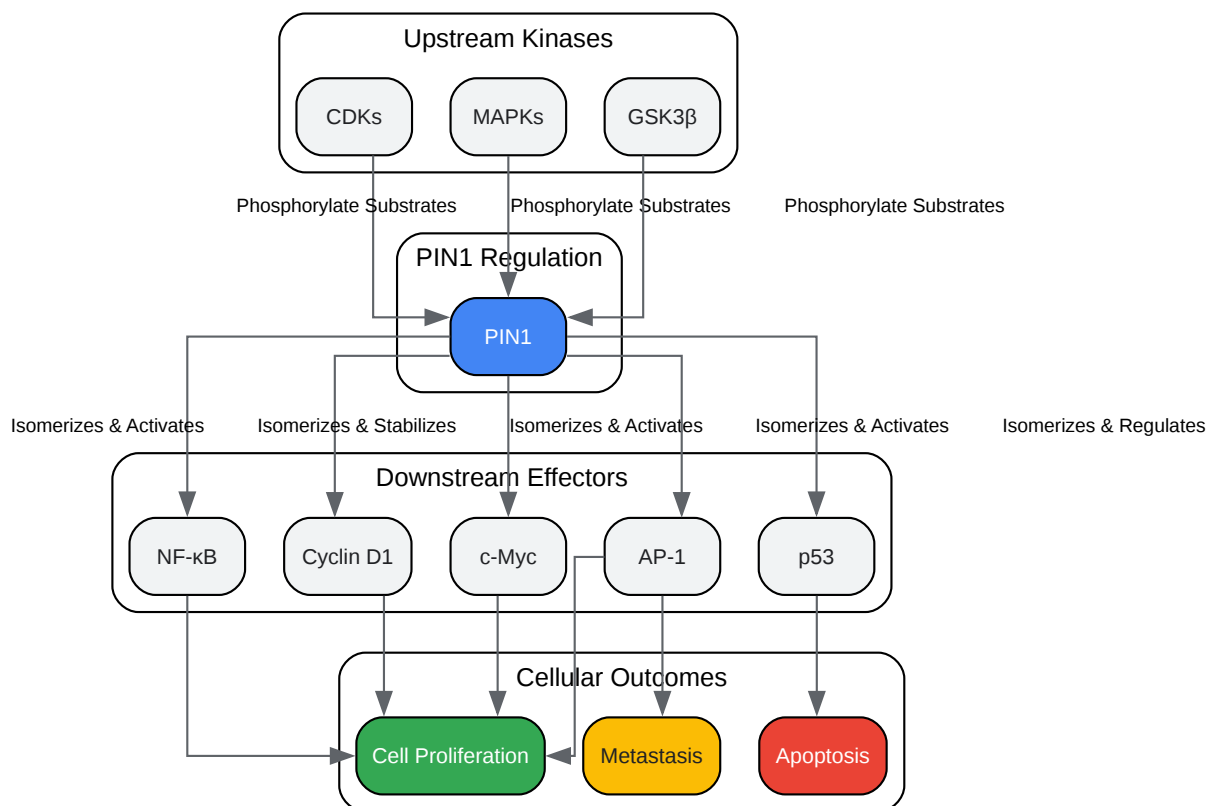 Upstream Kinases
CDKs
MAPKs
GSK3β
Phosphorylate Substrates
Phosphorylate Substrates
Phosphorylate Substrates
PIN1 Regulation
PIN1
Isomerizes & Activates
Isomerizes & Stabilizes
Isomerizes & Activates
Isomerizes & Activates
Isomerizes & Regulates
Downstream Effectors
NF-κB
Cyclin D1
c-Myc
AP-1
p53
Cellular Outcomes
Cell Proliferation
Metastasis
Apoptosis